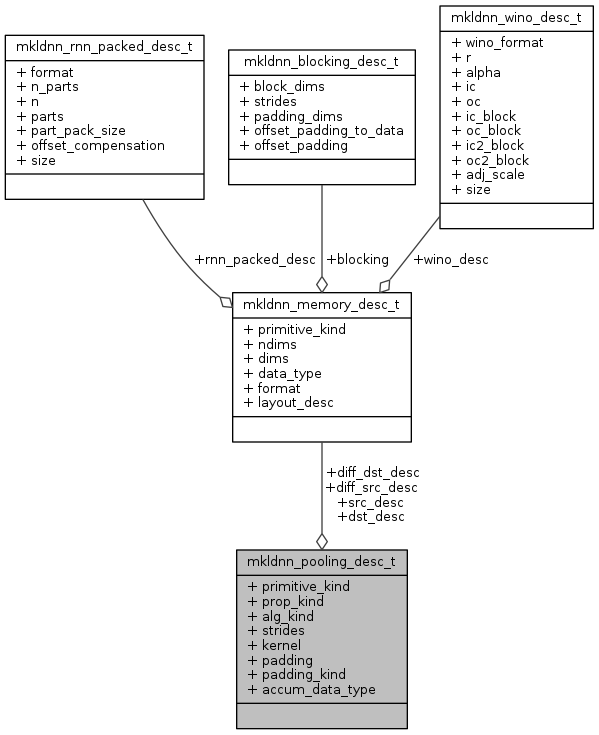 mkldnn_rnn_packed_desc_t
+ format
+ n_parts
+ n
+ parts
+ part_pack_size
+ offset_compensation
+ size
mkldnn_blocking_desc_t
+ block_dims
+ strides
+ padding_dims
+ offset_padding_to_data
+ offset_padding
mkldnn_wino_desc_t
+ wino_format
+ r
+ alpha
+ ic
+ oc
+ ic_block
+ oc_block
+ ic2_block
+ oc2_block
+ adj_scale
+ size
+rnn_packed_desc
+blocking
+wino_desc
mkldnn_memory_desc_t
+ primitive_kind
+ ndims
+ dims
+ data_type
+ format
+ layout_desc
+diff_dst_desc
+diff_src_desc
+src_desc
+dst_desc
mkldnn_pooling_desc_t
+ primitive_kind
+ prop_kind
+ alg_kind
+ strides
+ kernel
+ padding
+ padding_kind
+ accum_data_type